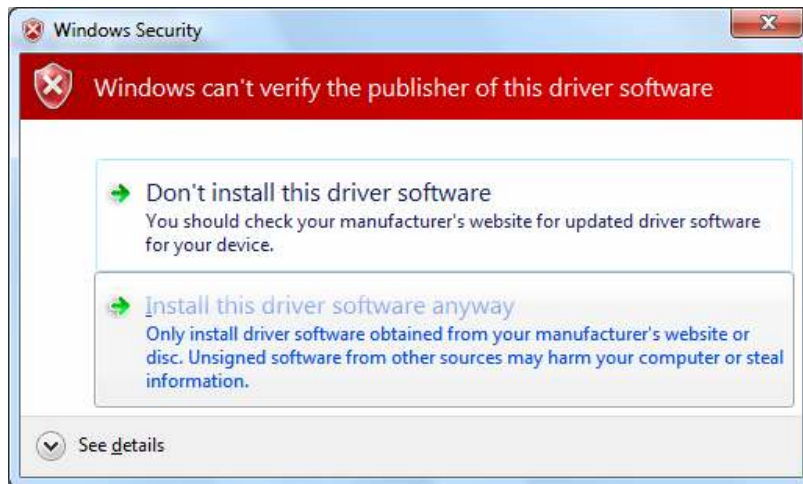 Windows Security
Windows can't verify the publisher of this driver software
Don't install this driver software
You should check your manufacturer's website for updated driver software
for your device.
Install this driver software anyway
Only install driver software obtained from your manufacturer's website or
disc. Unsigned software from other sources may harm your computer or steal
information.
See details